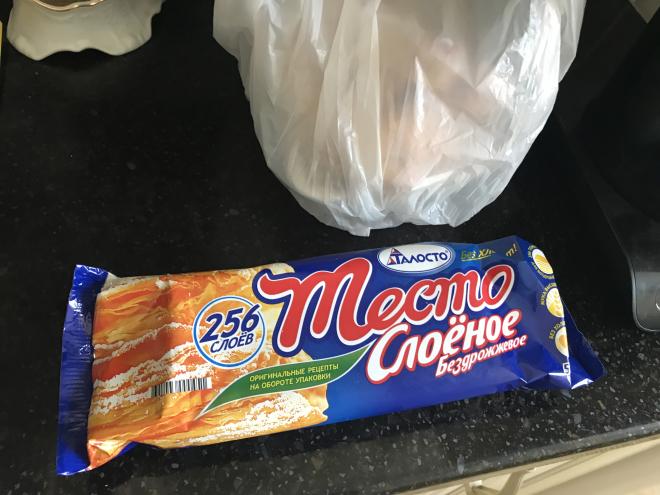 ТАЛОСТО
256
СЛОЁВ
Тесто
Слоёное
Бездрожжевое
ОРИГИНАЛЬНЫЕ РЕЦЕПТЫ
НА ОБОРОТЕ УПАКОВКИ